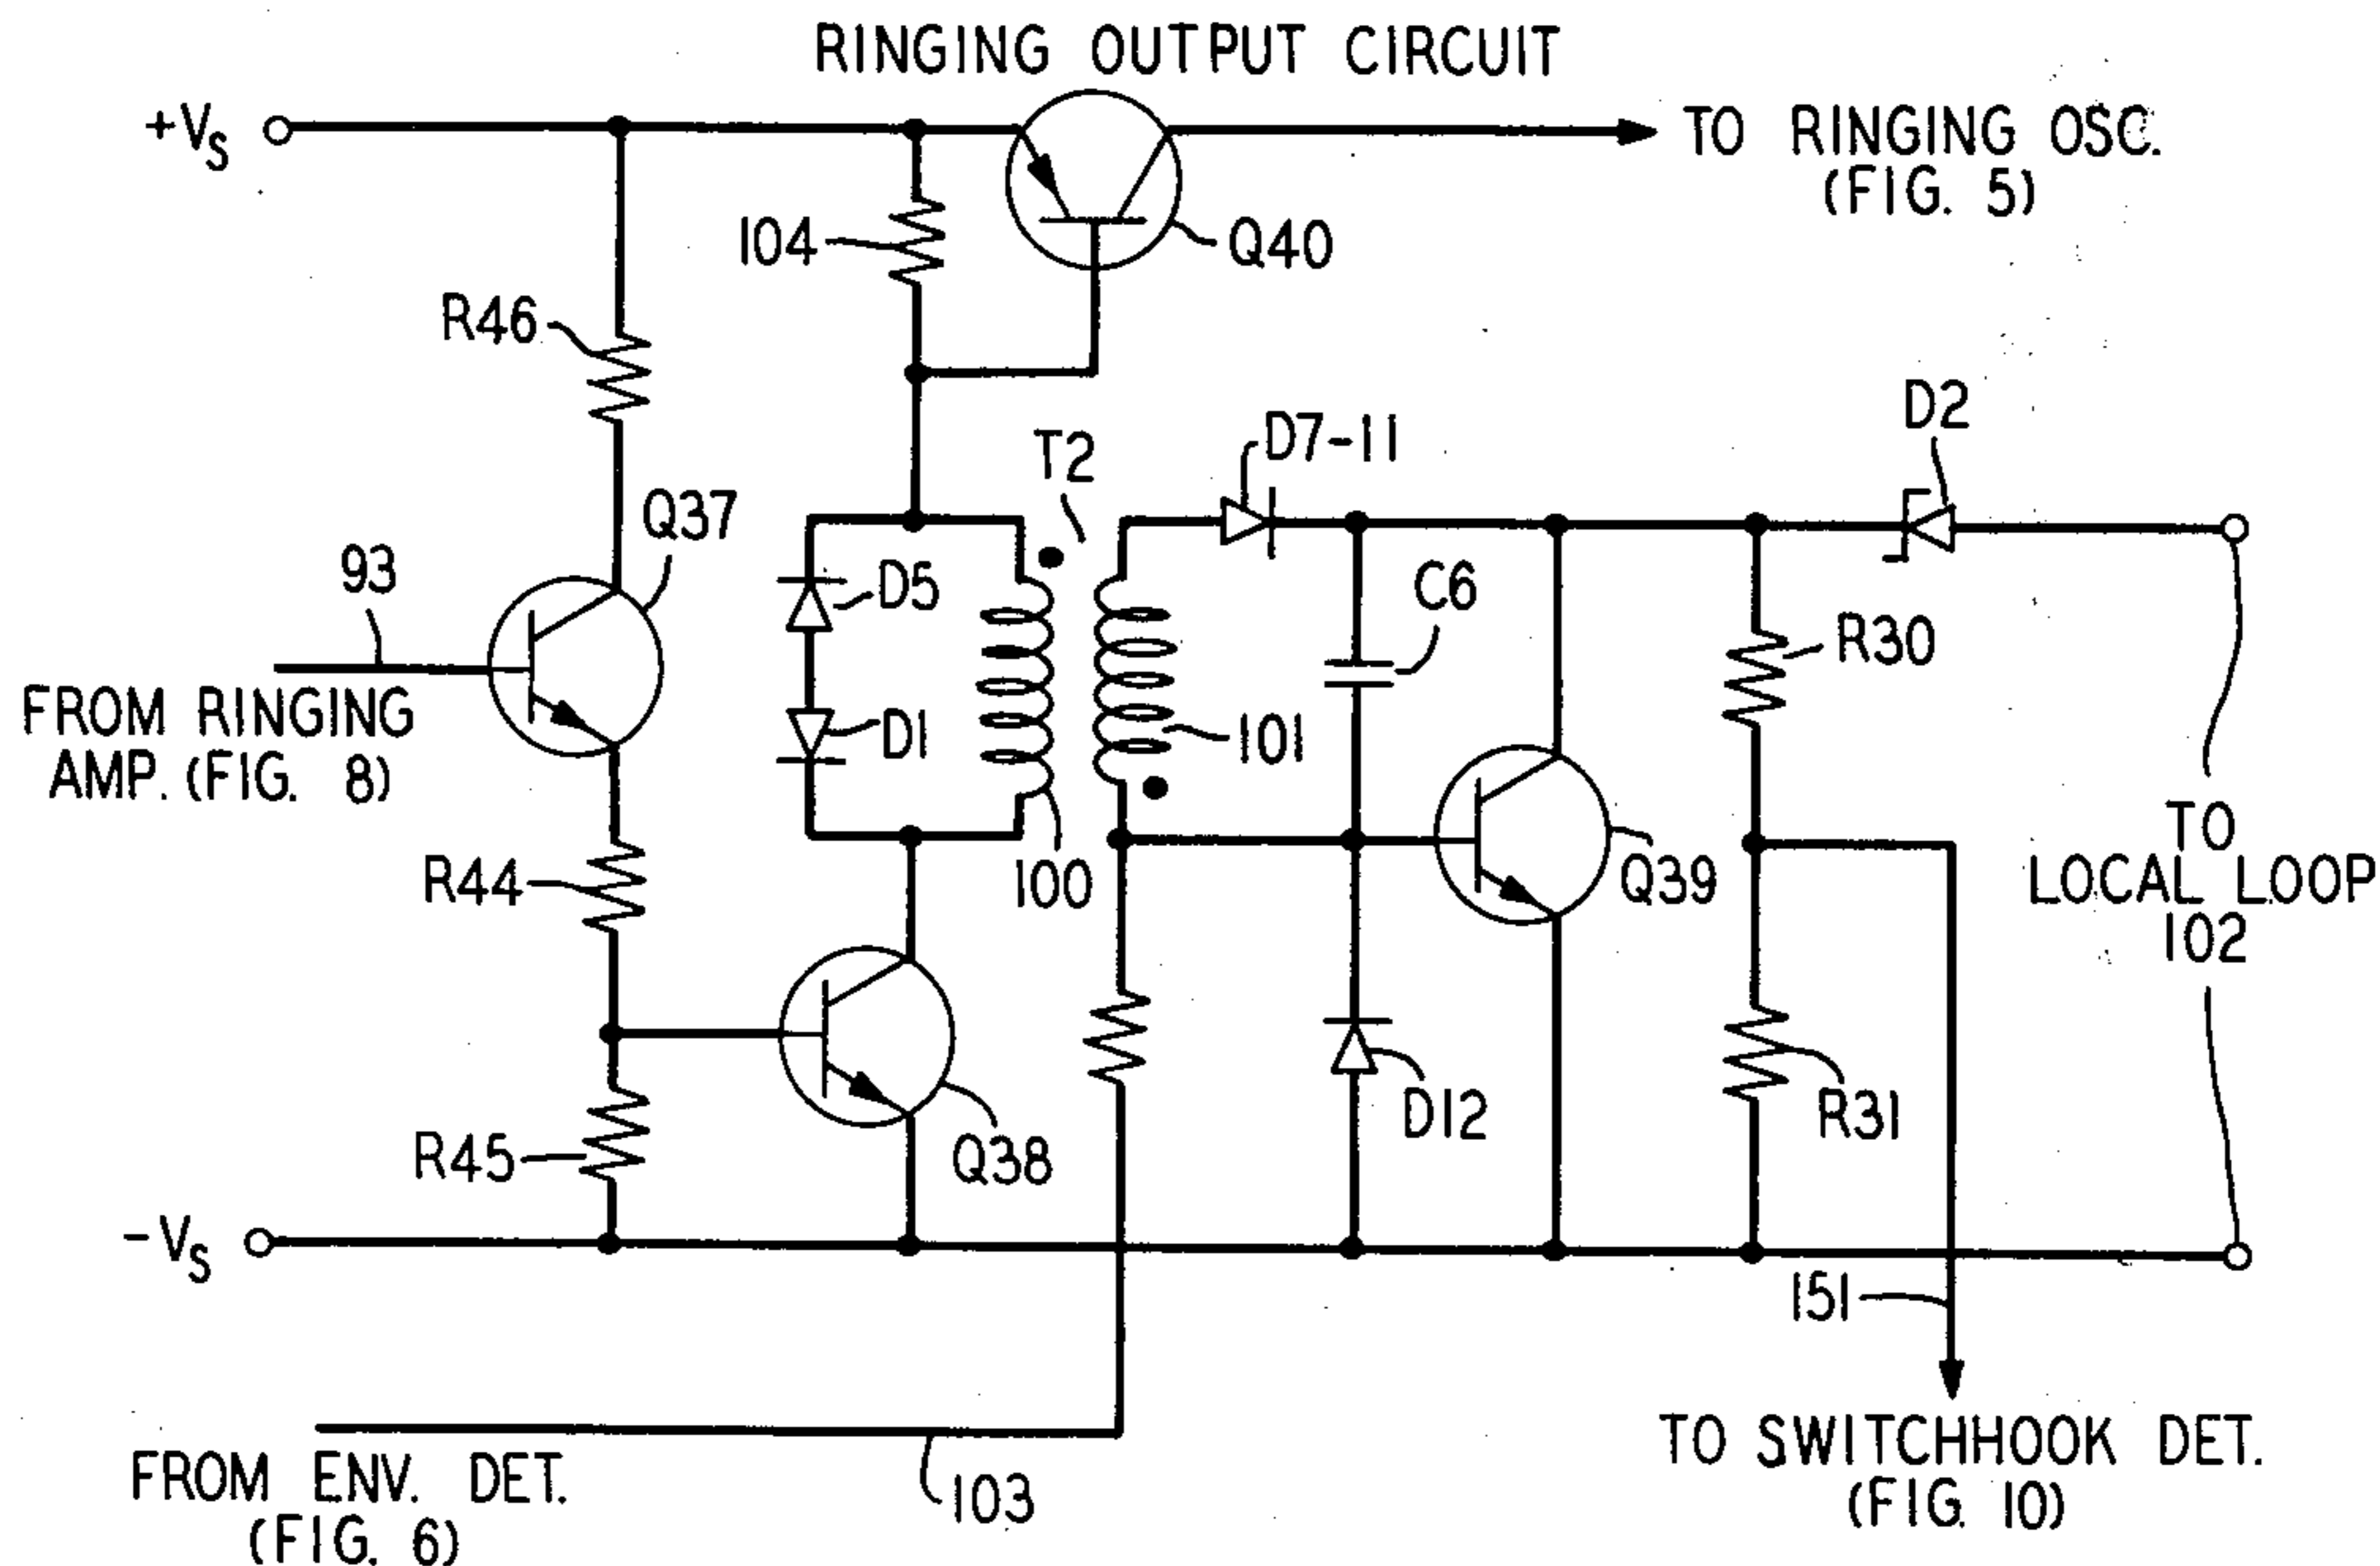 RINGING OUTPUT CIRCUIT
+VS
TO RINGING OSC.
(FIG. 5)
104
Q40
R46
D2
D7-11
T2
Q37
93
D5
C6
R30
FROM RINGING
AMP. (FIG. 8)
D1
101
TO
LOCAL LOOP
102
R44
100
Q39
D12
R31
R45
Q38
-VS
151
FROM ENV. DET.
(FIG. 6)
103
TO SWITCHHOOK DET.
(FIG. 10)